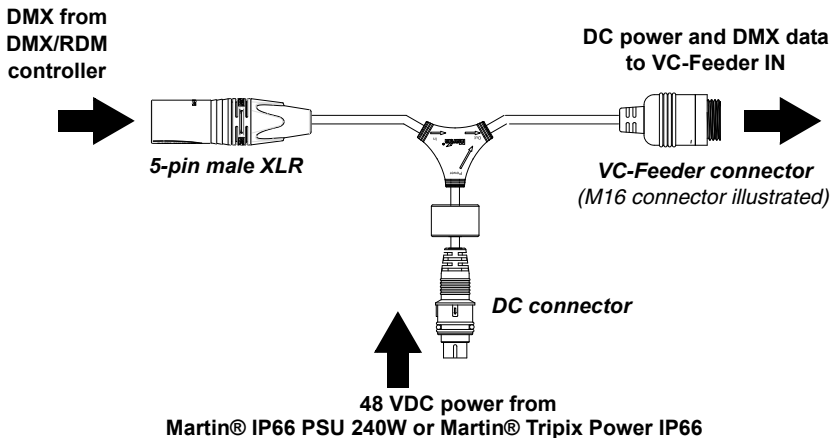 DMX from
DMX/RDM
controller
DC power and DMX data
to VC-Feeder IN
5-pin male XLR
VC-Feeder connector
(M16 connector illustrated)
DC connector
48 VDC power from
Martin® IP66 PSU 240W or Martin® Tripix Power IP66